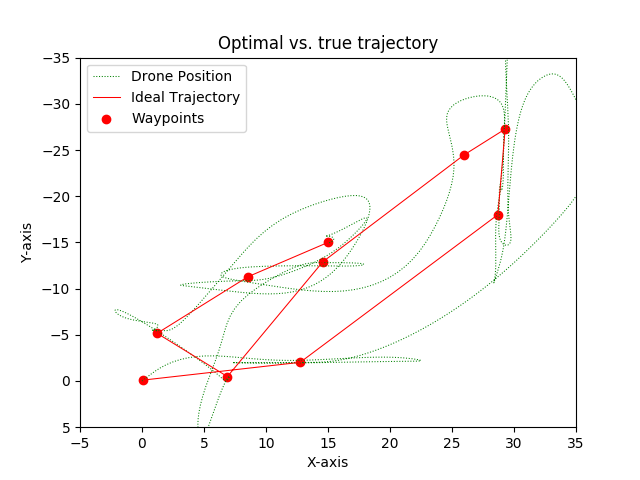 Optimal vs. true trajectory
Drone Position
Ideal Trajectory
Waypoints
−35
−30
−25
−20
−15
−10
−5
0
5
Y-axis
−5 0 5 10 15 20 25 30 35
X-axis